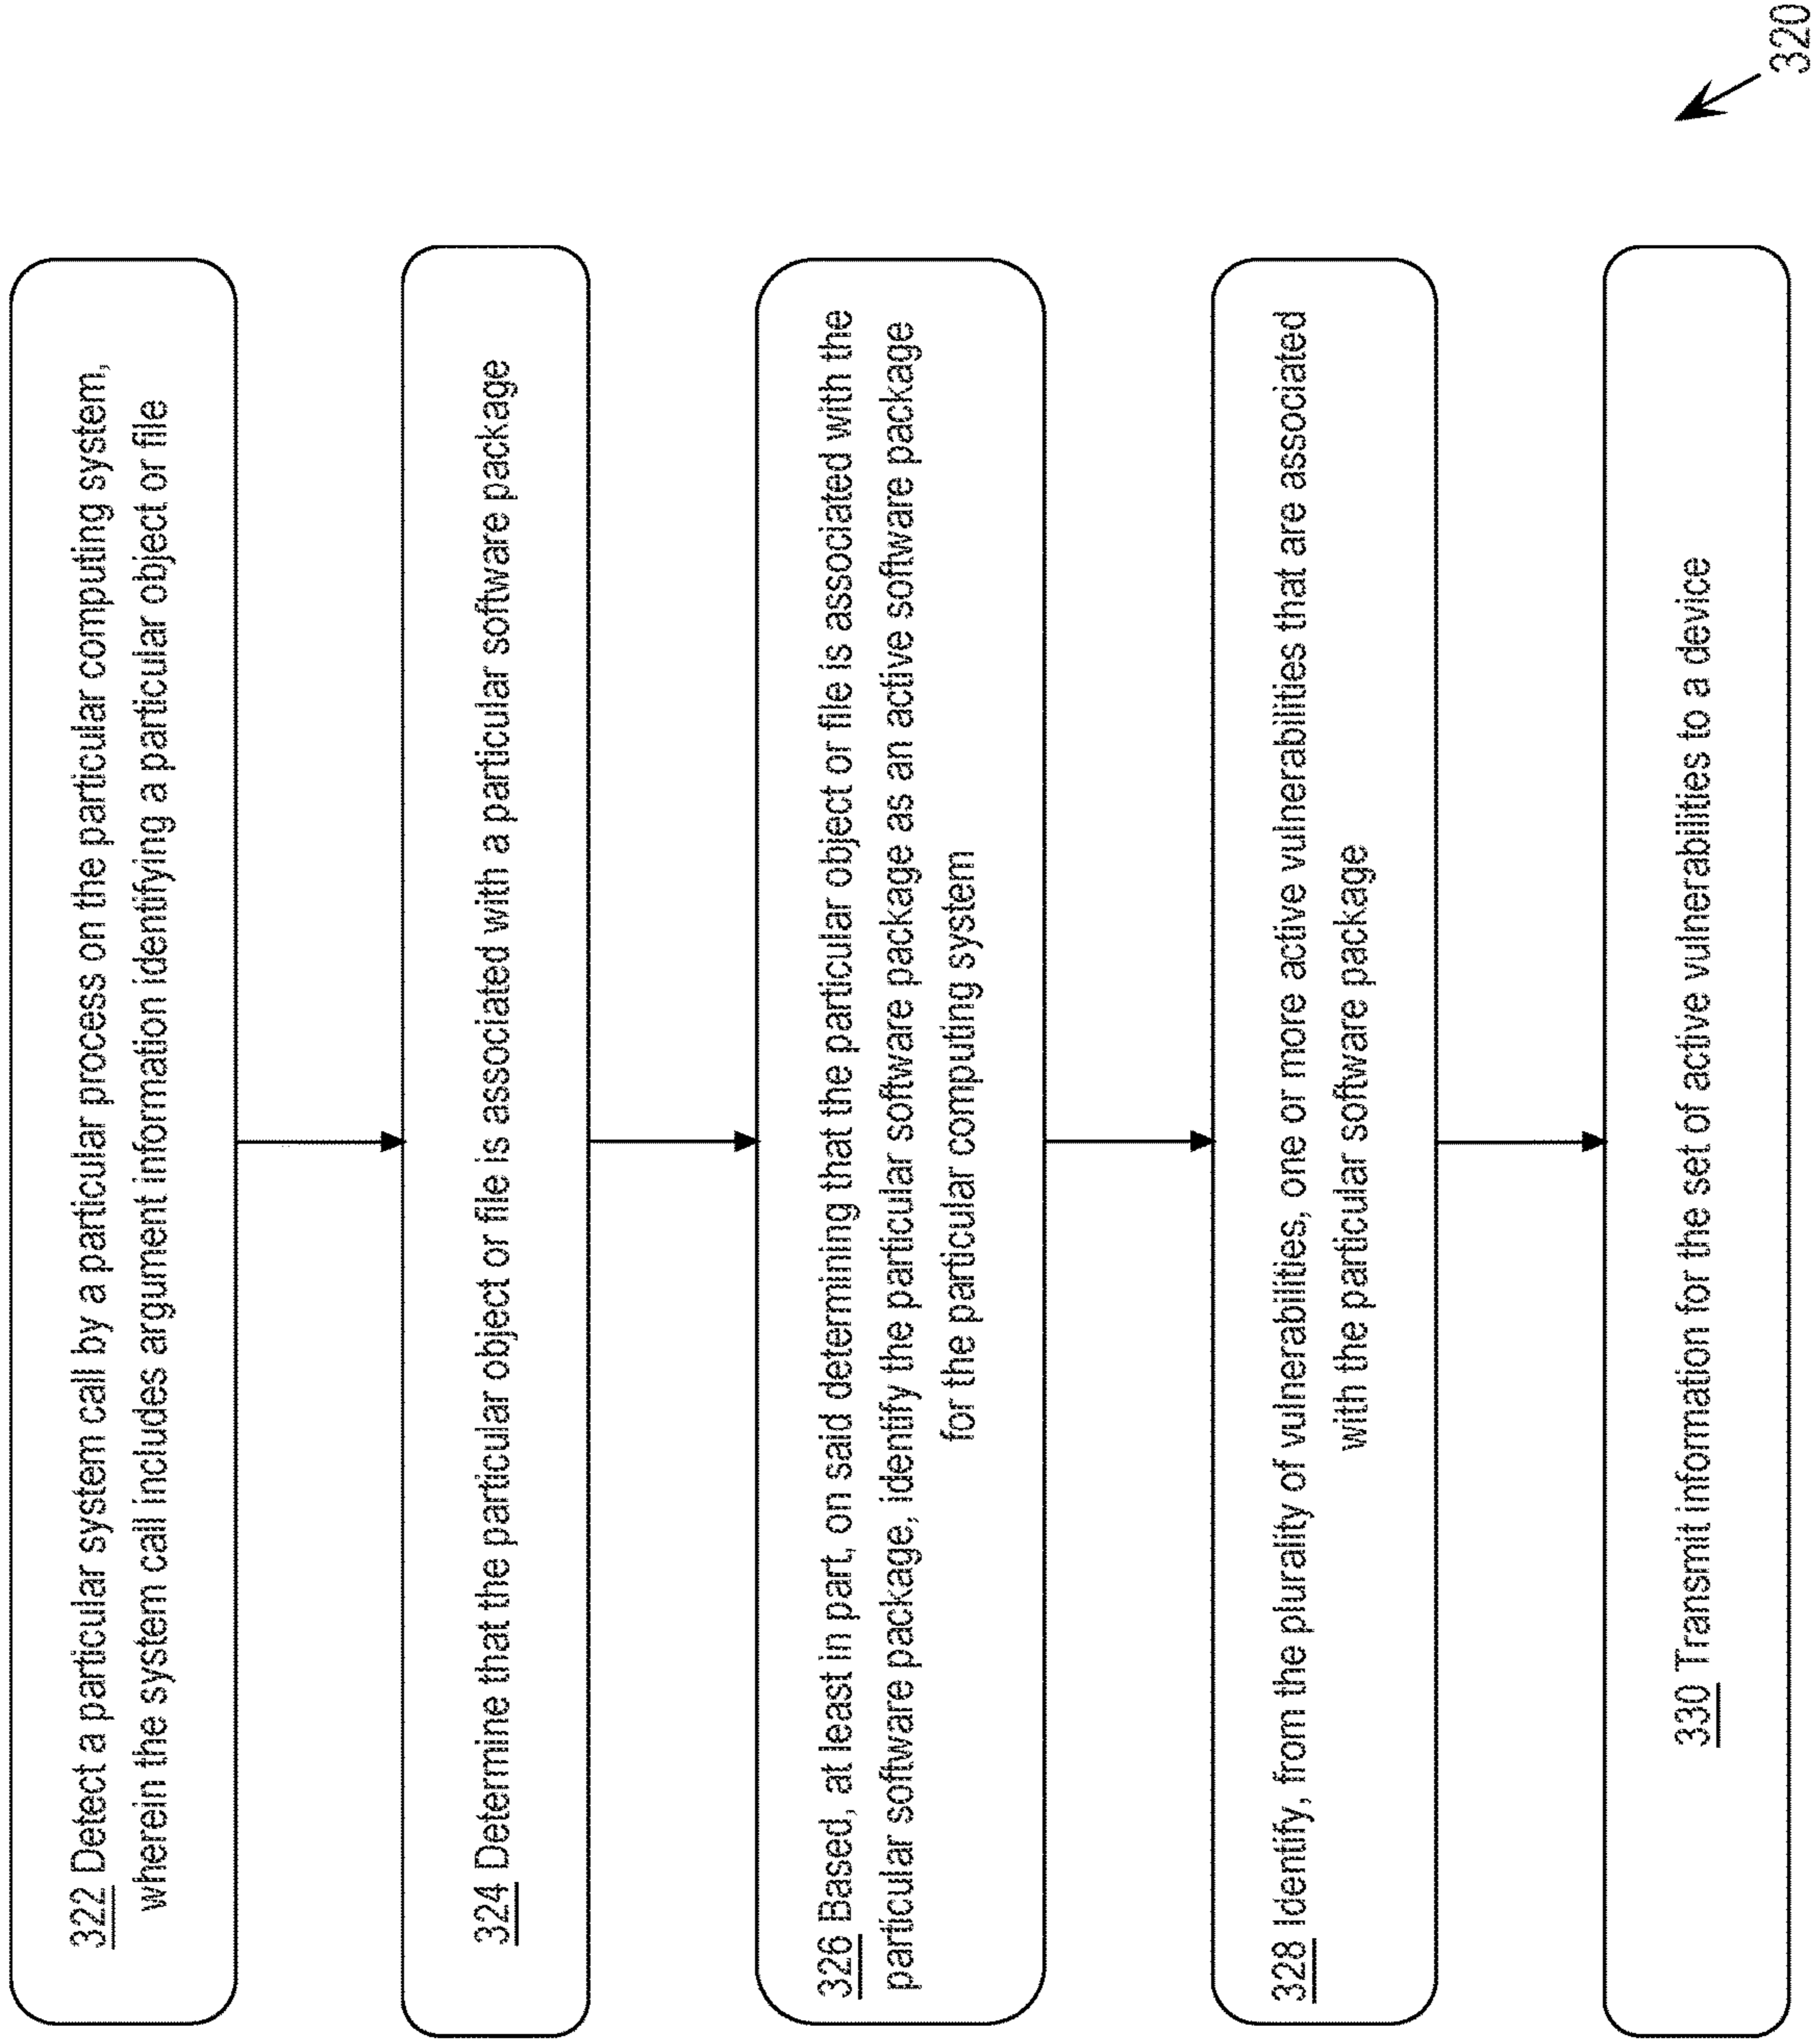 322 Detect a particular system call by a particular process on the particular computing system,
wherein the system call includes argument information identifying a particular object or file
324 Determine that the particular object or file is associated with a particular software package
326 Based, at least in part, on said determining that the particular object or file is associated with the
particular software package, identify the particular software package as an active software package
for the particular computing system
328 Identify, from the plurality of vulnerabilities, one or more active vulnerabilities that are associated
with the particular software package
330 Transmit information for the set of active vulnerabilities to a device
320